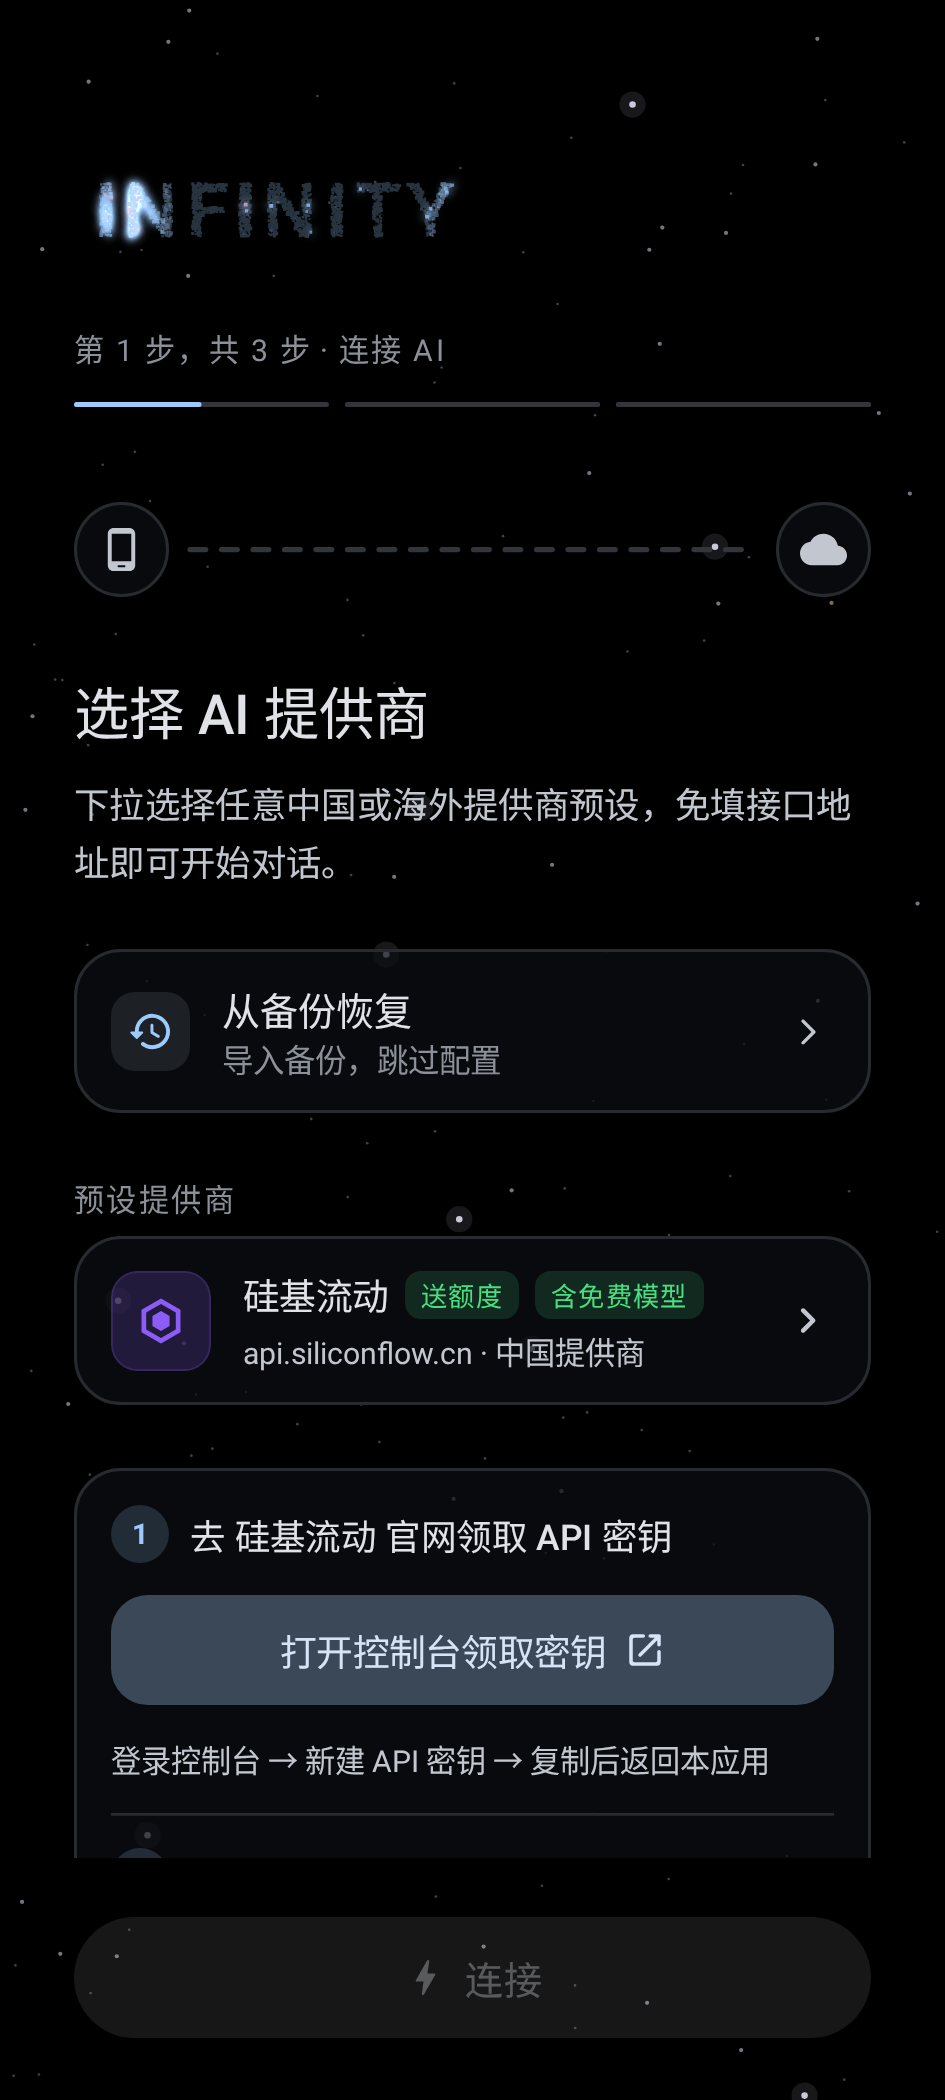 INFINITY
第 1 步，共 3 步 · 连接 AI
选择 AI 提供商
下拉选择任意中国或海外提供商预设，免填接口地
址即可开始对话。
从备份恢复
导入备份，跳过配置
预设提供商
硅基流动 送额度 含免费模型
api.siliconflow.cn · 中国提供商
1 去 硅基流动 官网领取 API 密钥
打开控制台领取密钥
登录控制台 → 新建 API 密钥 → 复制后返回本应用
连接